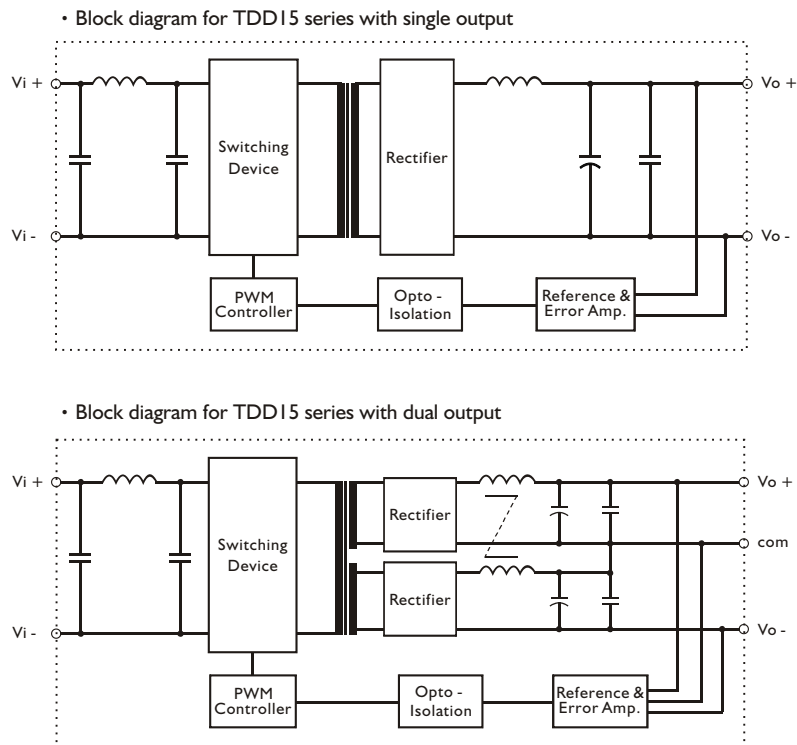 · Block diagram for TDD15 series with single output
Vi +
Vo +
Switching
Device
Rectifier
Vi -
Vo -
PWM
Controller
Opto -
Isolation
Reference &
Error Amp.
· Block diagram for TDD15 series with dual output
Vi +
Vo +
Rectifier
com
Switching
Device
Rectifier
Vi -
Vo -
PWM
Controller
Opto -
Isolation
Reference &
Error Amp.